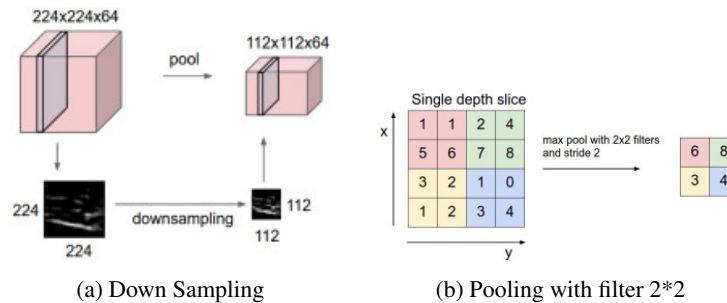 224x224x64
pool
112x112x64
224
224
downsampling
112
112
(a) Down Sampling
Single depth slice
x
1 1 2 4
5 6 7 8
3 2 1 0
1 2 3 4
y
max pool with 2x2 filters
and stride 2
6 8
3 4
(b) Pooling with filter 2*2